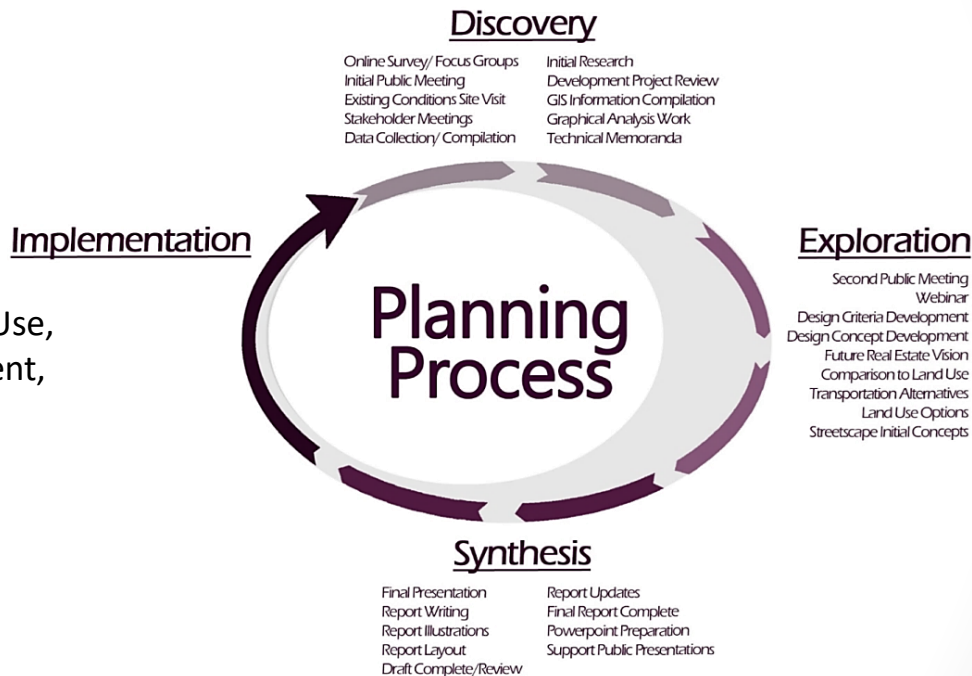 Discovery
Online Survey/ Focus Groups
Initial Public Meeting
Existing Conditions Site Visit
Stakeholder Meetings
Data Collection/ Compilation
Initial Research
Development Project Review
GIS Information Compilation
Graphical Analysis Work
Technical Memoranda
Implementation
Use,
ent,
Planning
Process
Exploration
Second Public Meeting
Webinar
Design Criteria Development
Design Concept Development
Future Real Estate Vision
Comparison to Land Use
Transportation Alternatives
Land Use Options
Streetscape Initial Concepts
Synthesis
Final Presentation
Report Writing
Report Illustrations
Report Layout
Draft Complete/Review
Report Updates
Final Report Complete
Powerpoint Preparation
Support Public Presentations